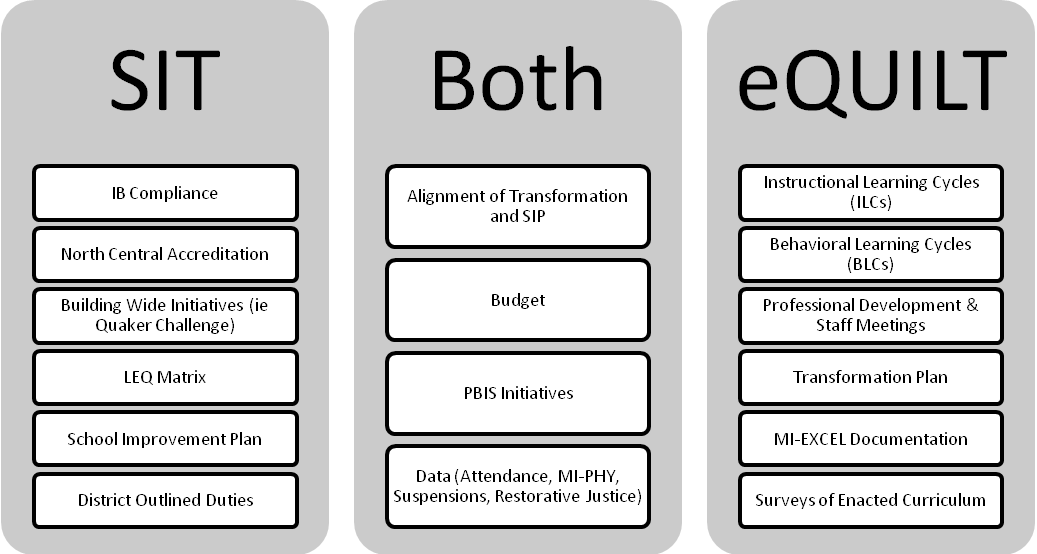 SIT
IB Compliance
North Central Accreditation
Building Wide Initiatives (ie
Quaker Challenge)
LEQ Matrix
School Improvement Plan
District Outlined Duties
Both
Alignment of Transformation
and SIP
Budget
PBIS Initiatives
Data (Attendance, MI-PHY,
Suspensions, Restorative Justice)
eQUILT
Instructional Learning Cycles
(ILCs)
Behavioral Learning Cycles
(BLCs)
Professional Development &
Staff Meetings
Transformation Plan
MI-EXCEL Documentation
Surveys of Enacted Curriculum